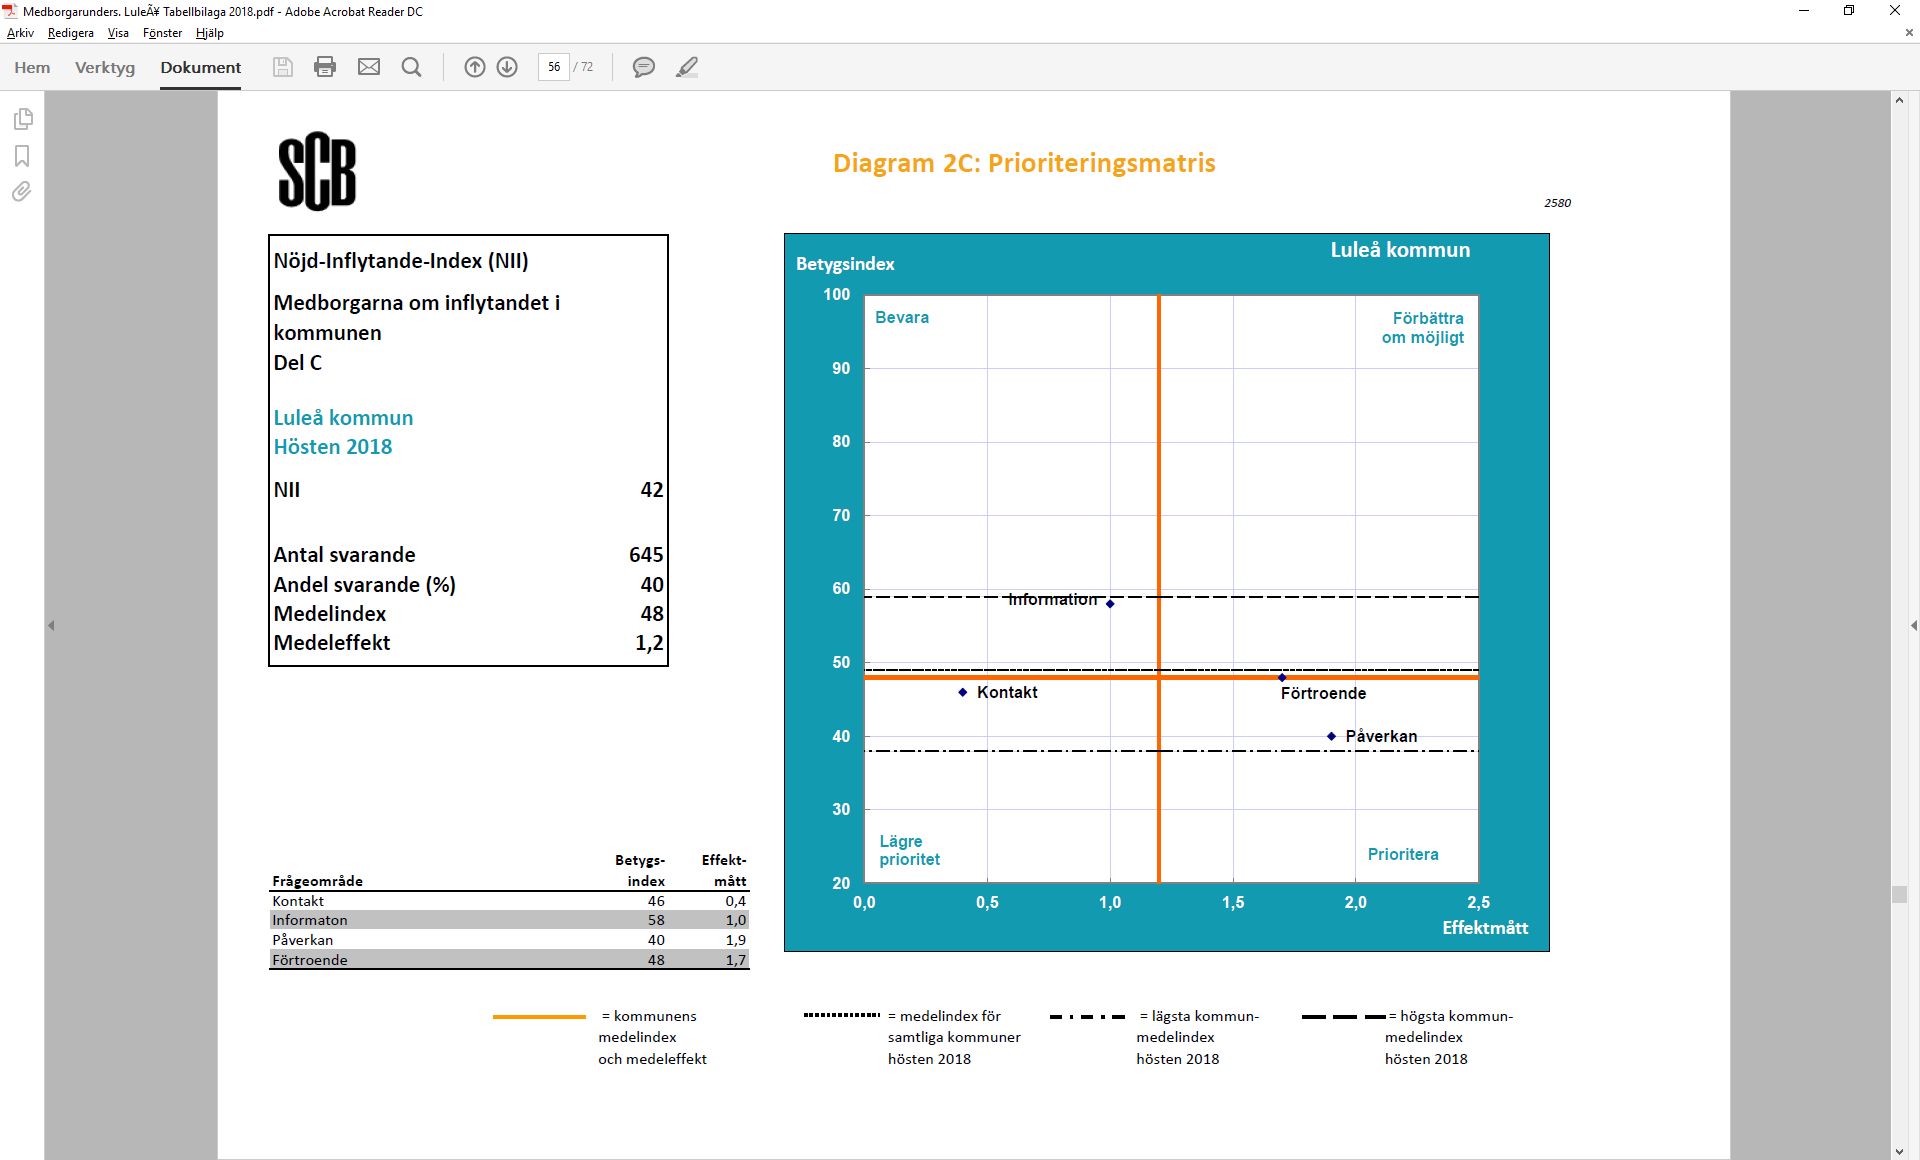 Medborgarunders. LuleÃ¥ Tabellbilaga 2018.pdf - Adobe Acrobat Reader DC
Arkiv Redigera Visa Fönster Hjälp
Hem Verktyg Dokument 56 / 72
SCB
Diagram 2C: Prioriteringsmatris
2580
Nöjd-Inflytande-Index (NII)
Medborgarna om inflytandet i
kommunen
Del C
Luleå kommun
Hösten 2018
NII 42
Antal svarande 645
Andel svarande (%) 40
Medelindex 48
Medeleffekt 1,2
Betygs- Effekt-
Frågeområde index mått
Kontakt 46 0,4
Informaton 58 1,0
Påverkan 40 1,9
Förtroende 48 1,7
Luleå kommun
Betygsindex
100
Bevara
Förbättra
om möjligt
90
80
70
60
Information
50
Kontakt
Förtroende
40
Påverkan
30
Lägre
prioritet
Prioritera
20
0,0 0,5 1,0 1,5 2,0 2,5
Effektmått
= kommunens
medelindex
och medeleffekt
= medelindex för
samtliga kommuner
hösten 2018
= lägsta kommun-
medelindex
hösten 2018
= högsta kommun-
medelindex
hösten 2018